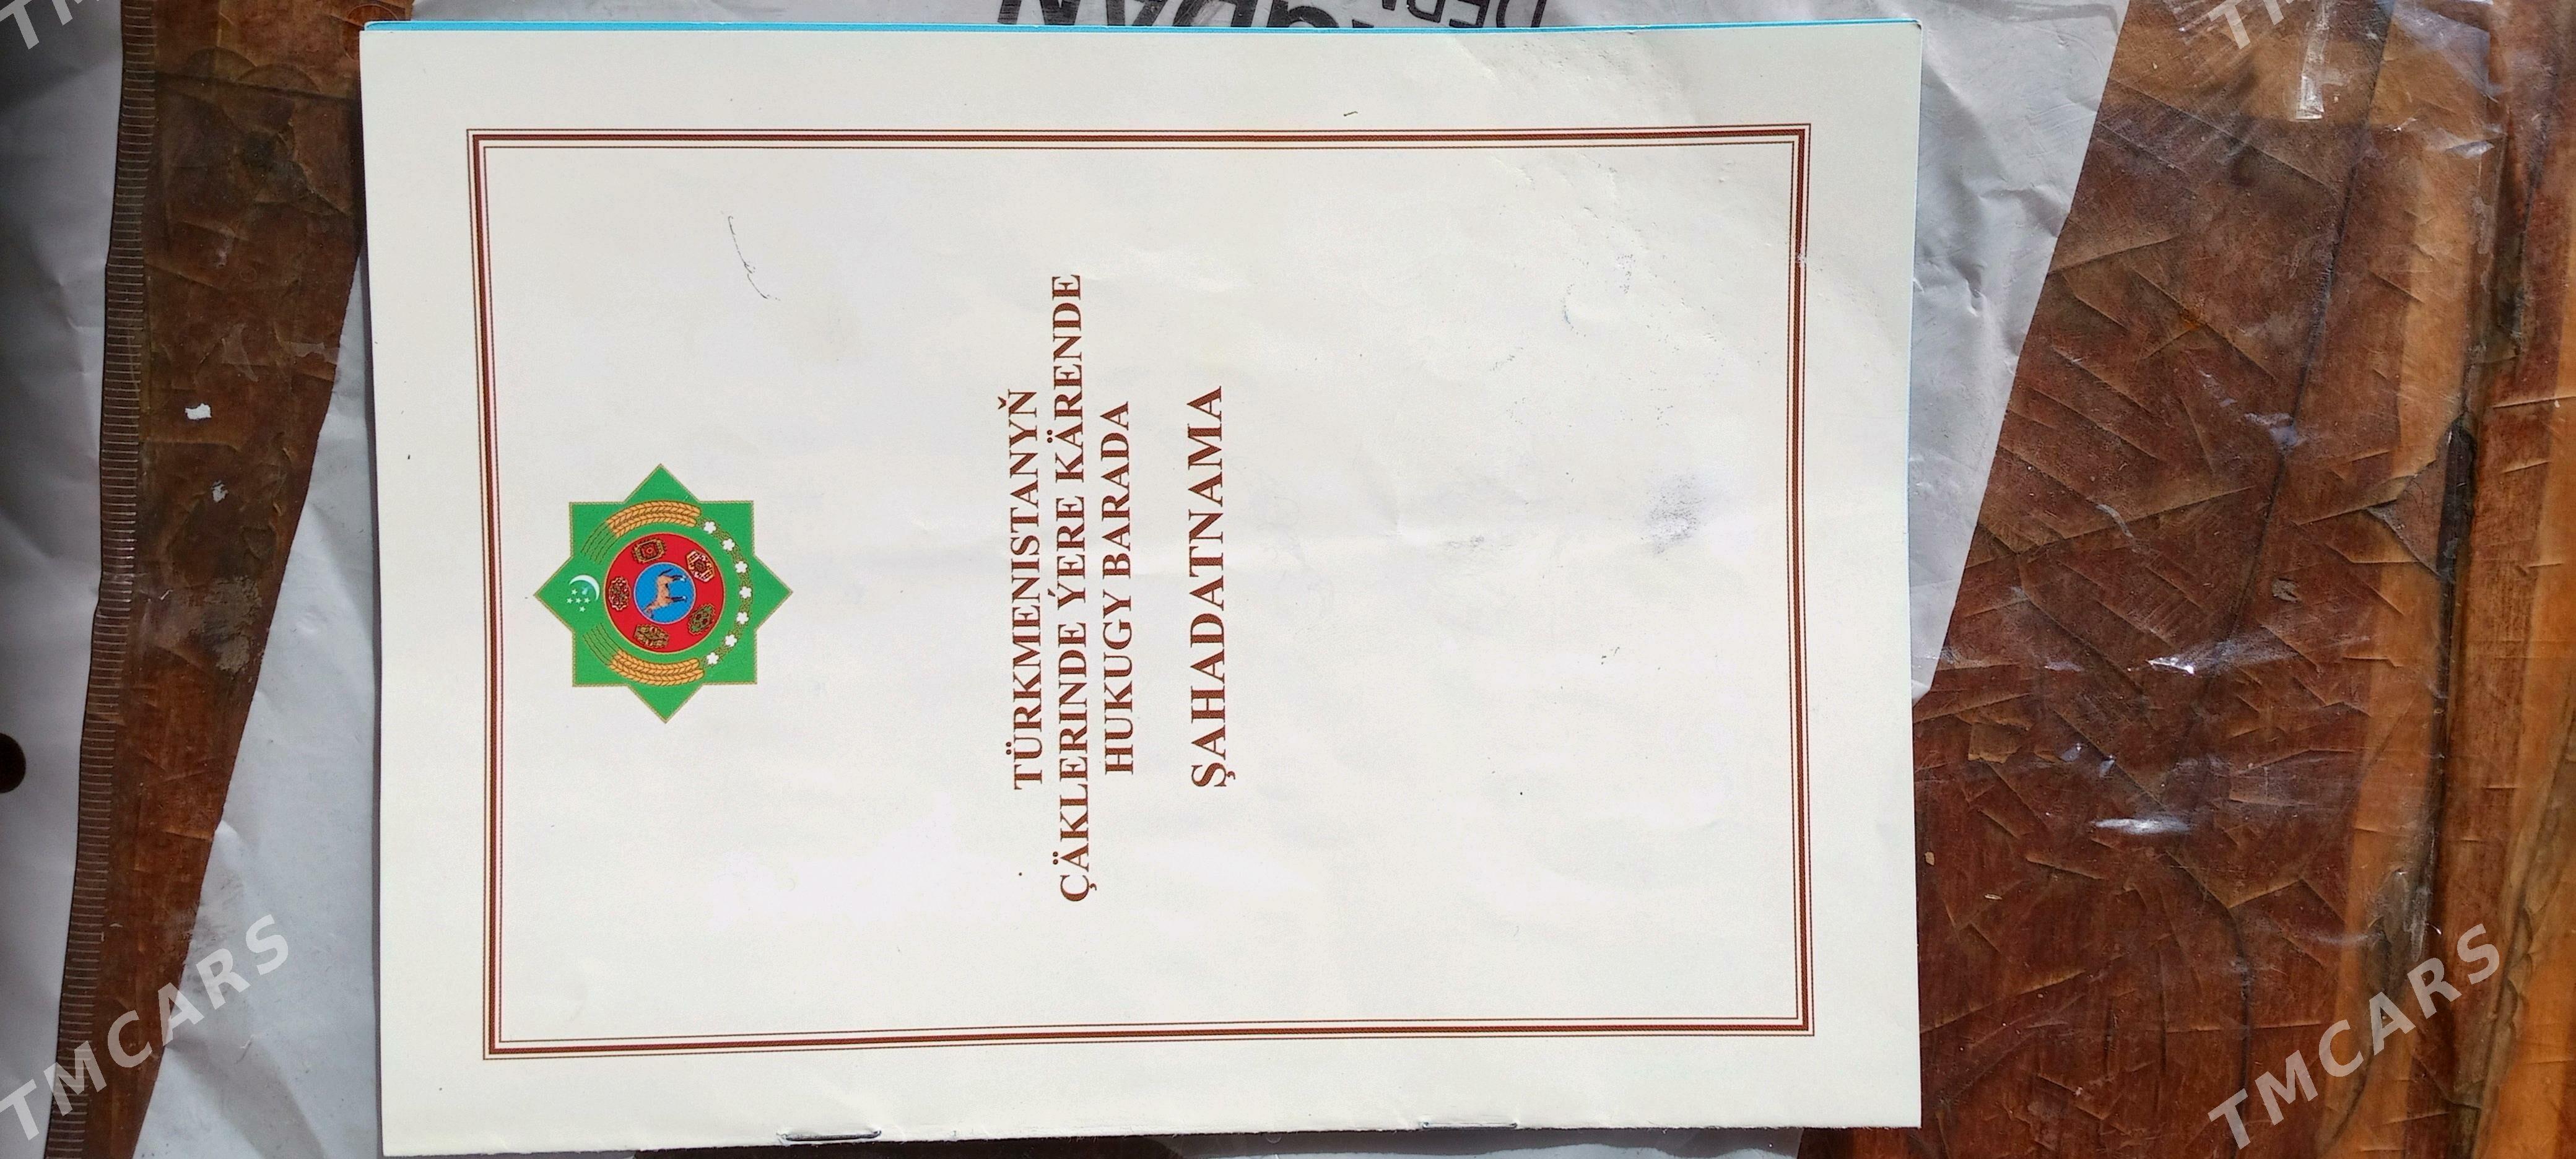 TÜRKMENISTANYŇ
ÇÄKLERINDE ÝERE KÄRENDE
HUKUGY BARADA
ŞAHADATNAMA
TMCARS
TMCARS